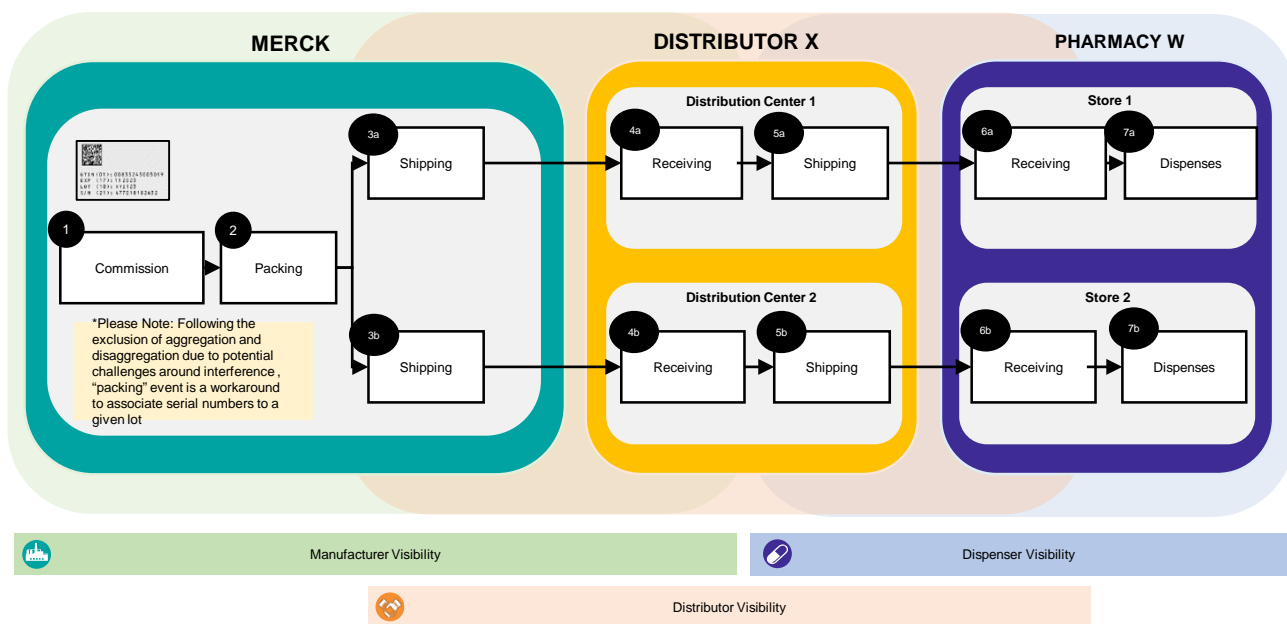 MERCK
DISTRIBUTOR X
PHARMACY W
Distribution Center 1
Store 1
3a
4a
5a
6a
7a
Shipping
Receiving
Shipping
Receiving
Dispenses
1
2
Commission
Packing
Distribution Center 2
Store 2
3b
4b
5b
6b
7b
Shipping
Receiving
Shipping
Receiving
Dispenses
*Please Note: Following the
exclusion of aggregation and
disaggregation due to potential
challenges around interference ,
“packing” event is a workaround
to associate serial numbers to a
given lot
Manufacturer Visibility
Dispenser Visibility
Distributor Visibility